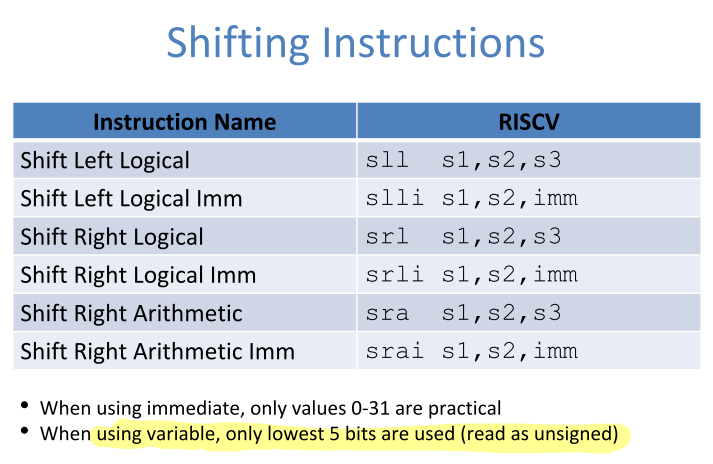 Shifting Instructions
Instruction Name RISCV
Shift Left Logical sll s1,s2,s3
Shift Left Logical Imm slli s1,s2,imm
Shift Right Logical srl s1,s2,s3
Shift Right Logical Imm srli s1,s2,imm
Shift Right Arithmetic sra s1,s2,s3
Shift Right Arithmetic Imm srai s1,s2,imm
• When using immediate, only values 0-31 are practical
• When using variable, only lowest 5 bits are used (read as unsigned)